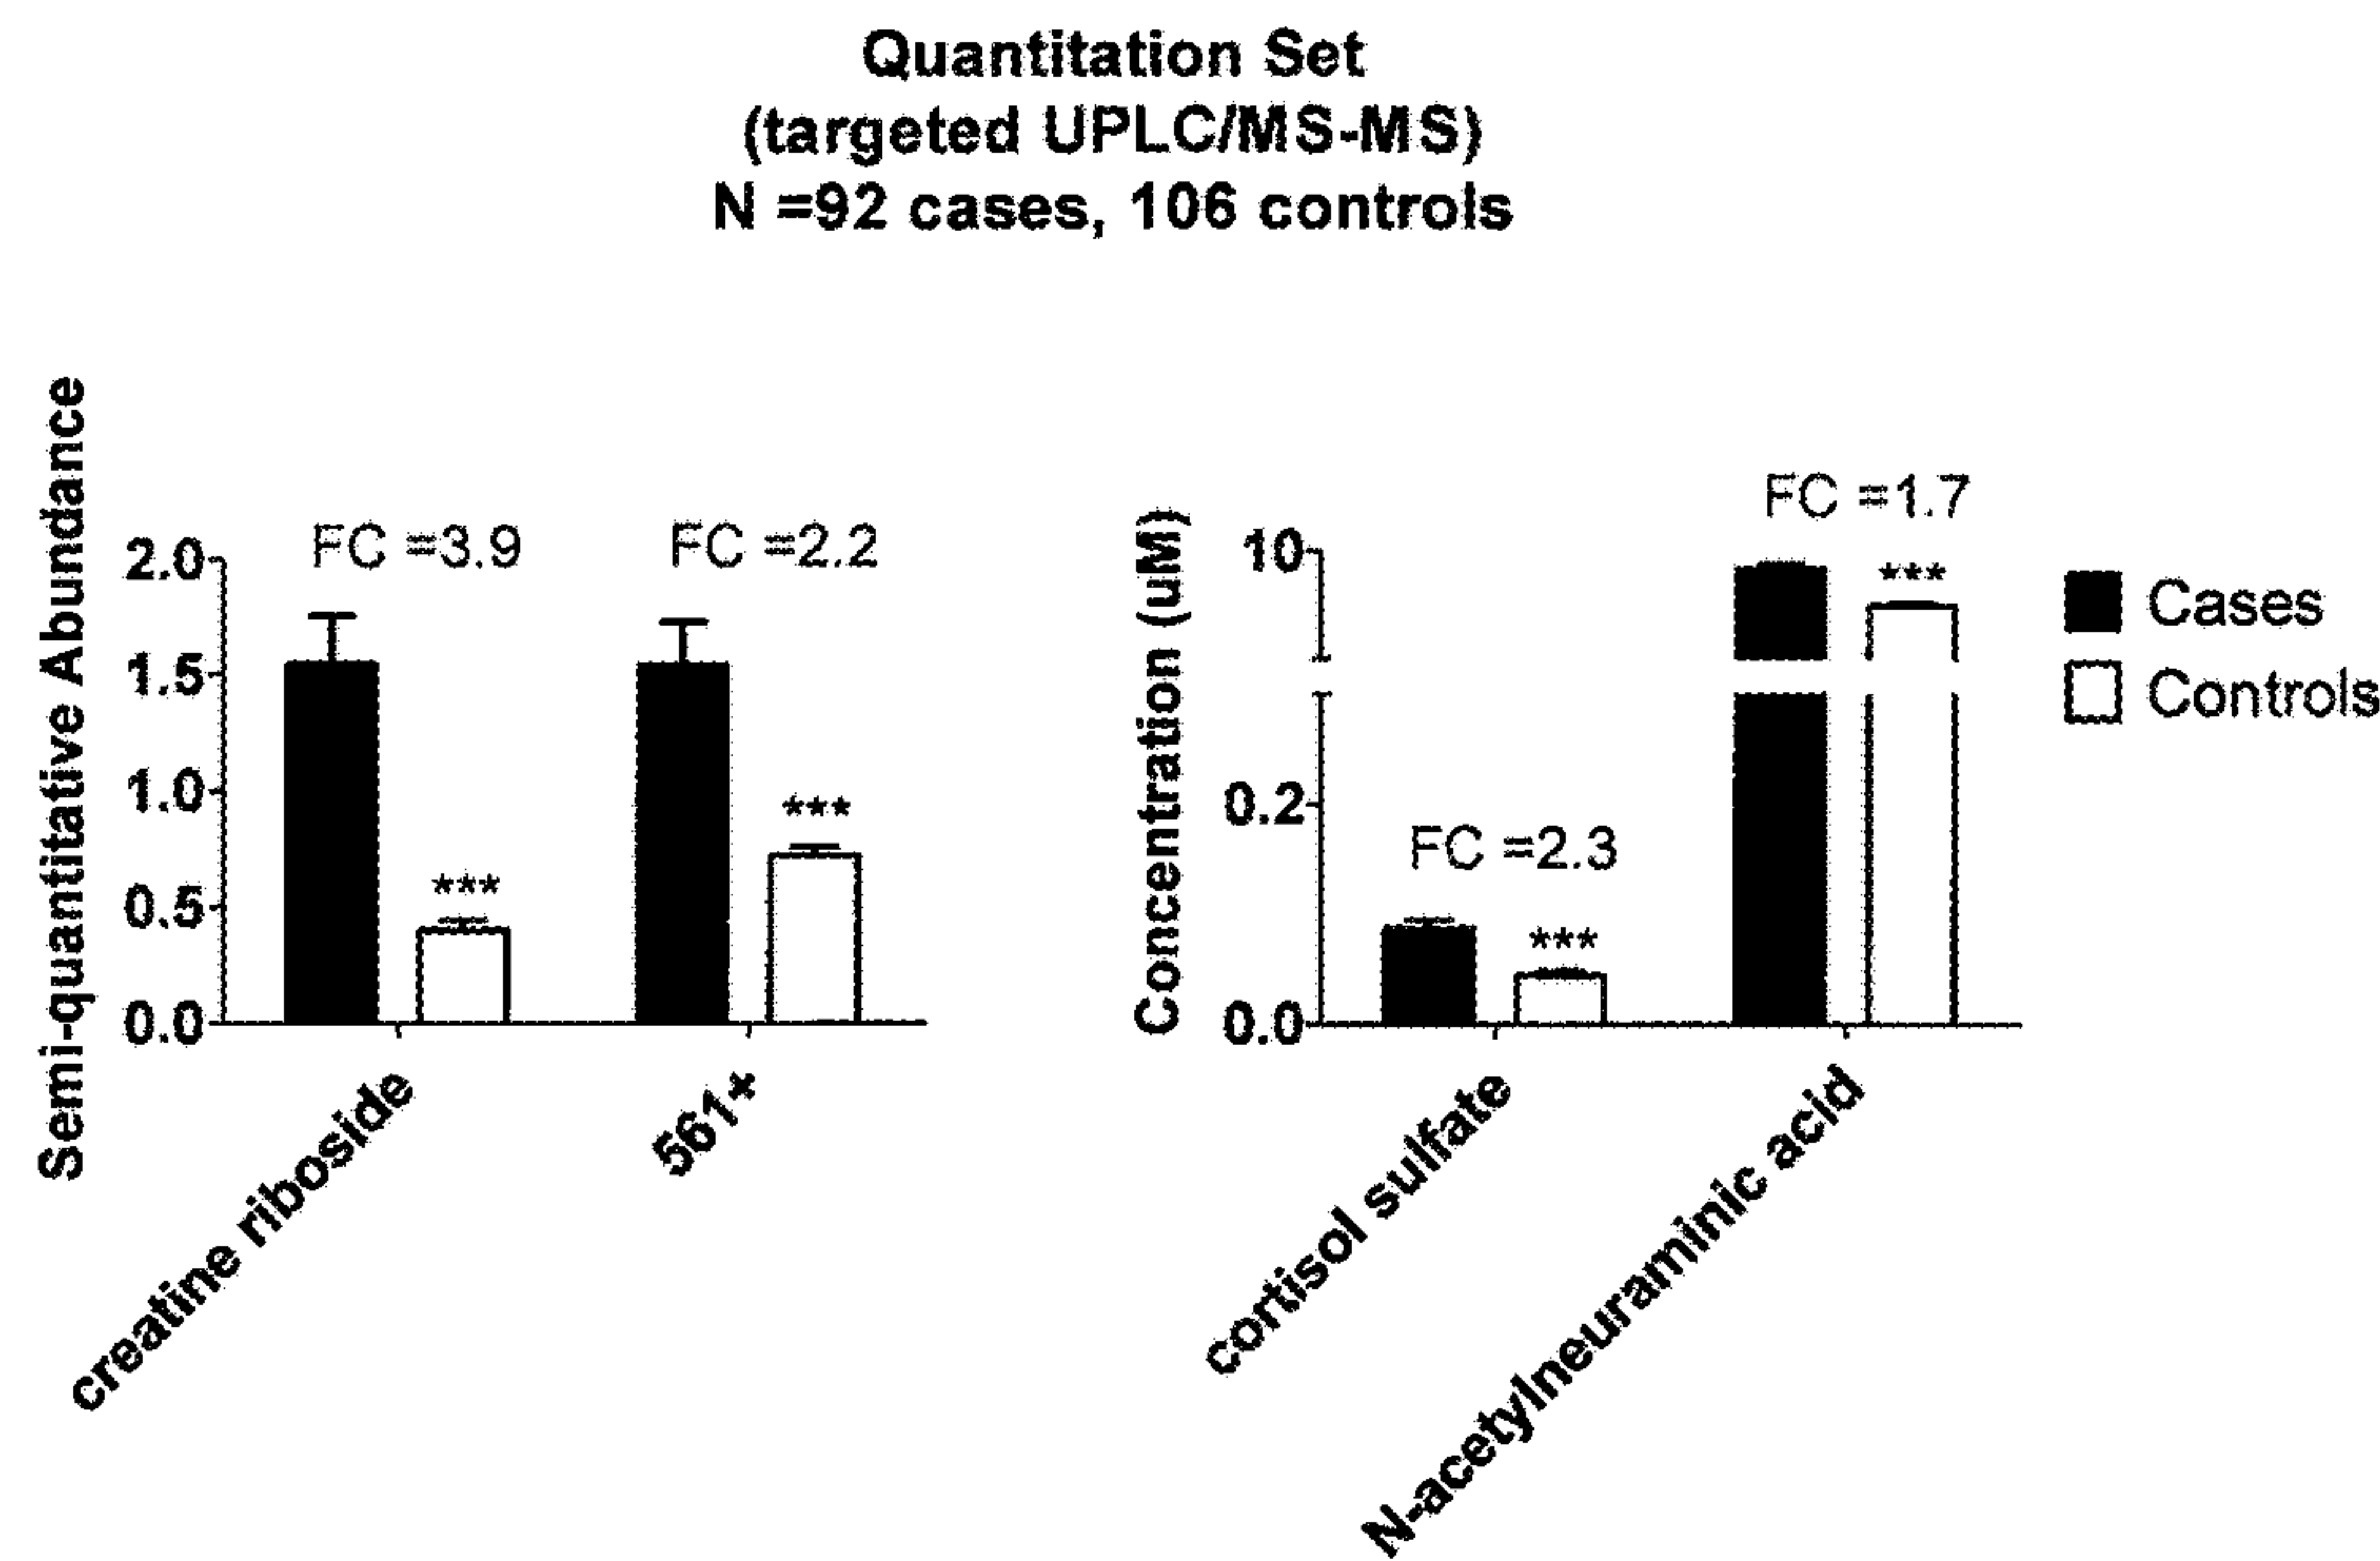 Quantitation Set
(targeted UPLC/MS-MS)
N =92 cases, 106 controls
Semi-quantitative Abundance
2.0
1.5
1.0
0.5
0.0
FC =3.9
FC =2.2
***
***
creatine riboside
561+
Concentration (uM)
10
0.2
0.0
FC =2.3
FC =1.7
***
***
cortisol sulfate
N-acetylneuraminic acid
Cases
Controls